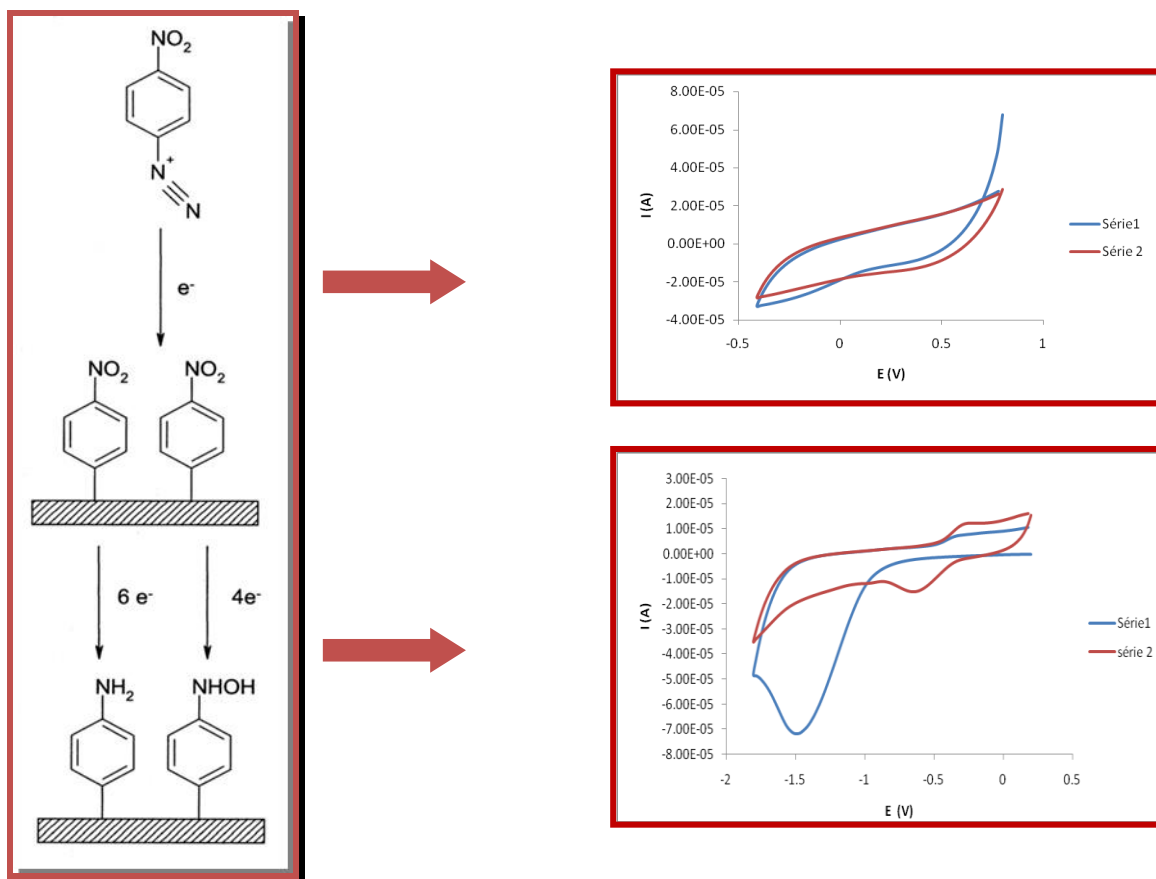 NO2
N+
N
e-
NO2 NO2
6 e- 4e-
NH2 NHOH
8.00E-05
6.00E-05
4.00E-05
2.00E-05
0.00E+00
-2.00E-05
-4.00E-05
I (A)
-0.5 0 0.5 1
E (V)
Série1
Série 2
3.00E-05
2.00E-05
1.00E-05
0.00E+00
-1.00E-05
-2.00E-05
-3.00E-05
-4.00E-05
-5.00E-05
-6.00E-05
-7.00E-05
-8.00E-05
I (A)
-2 -1.5 -1 -0.5 0 0.5
E (V)
Série1
série 2